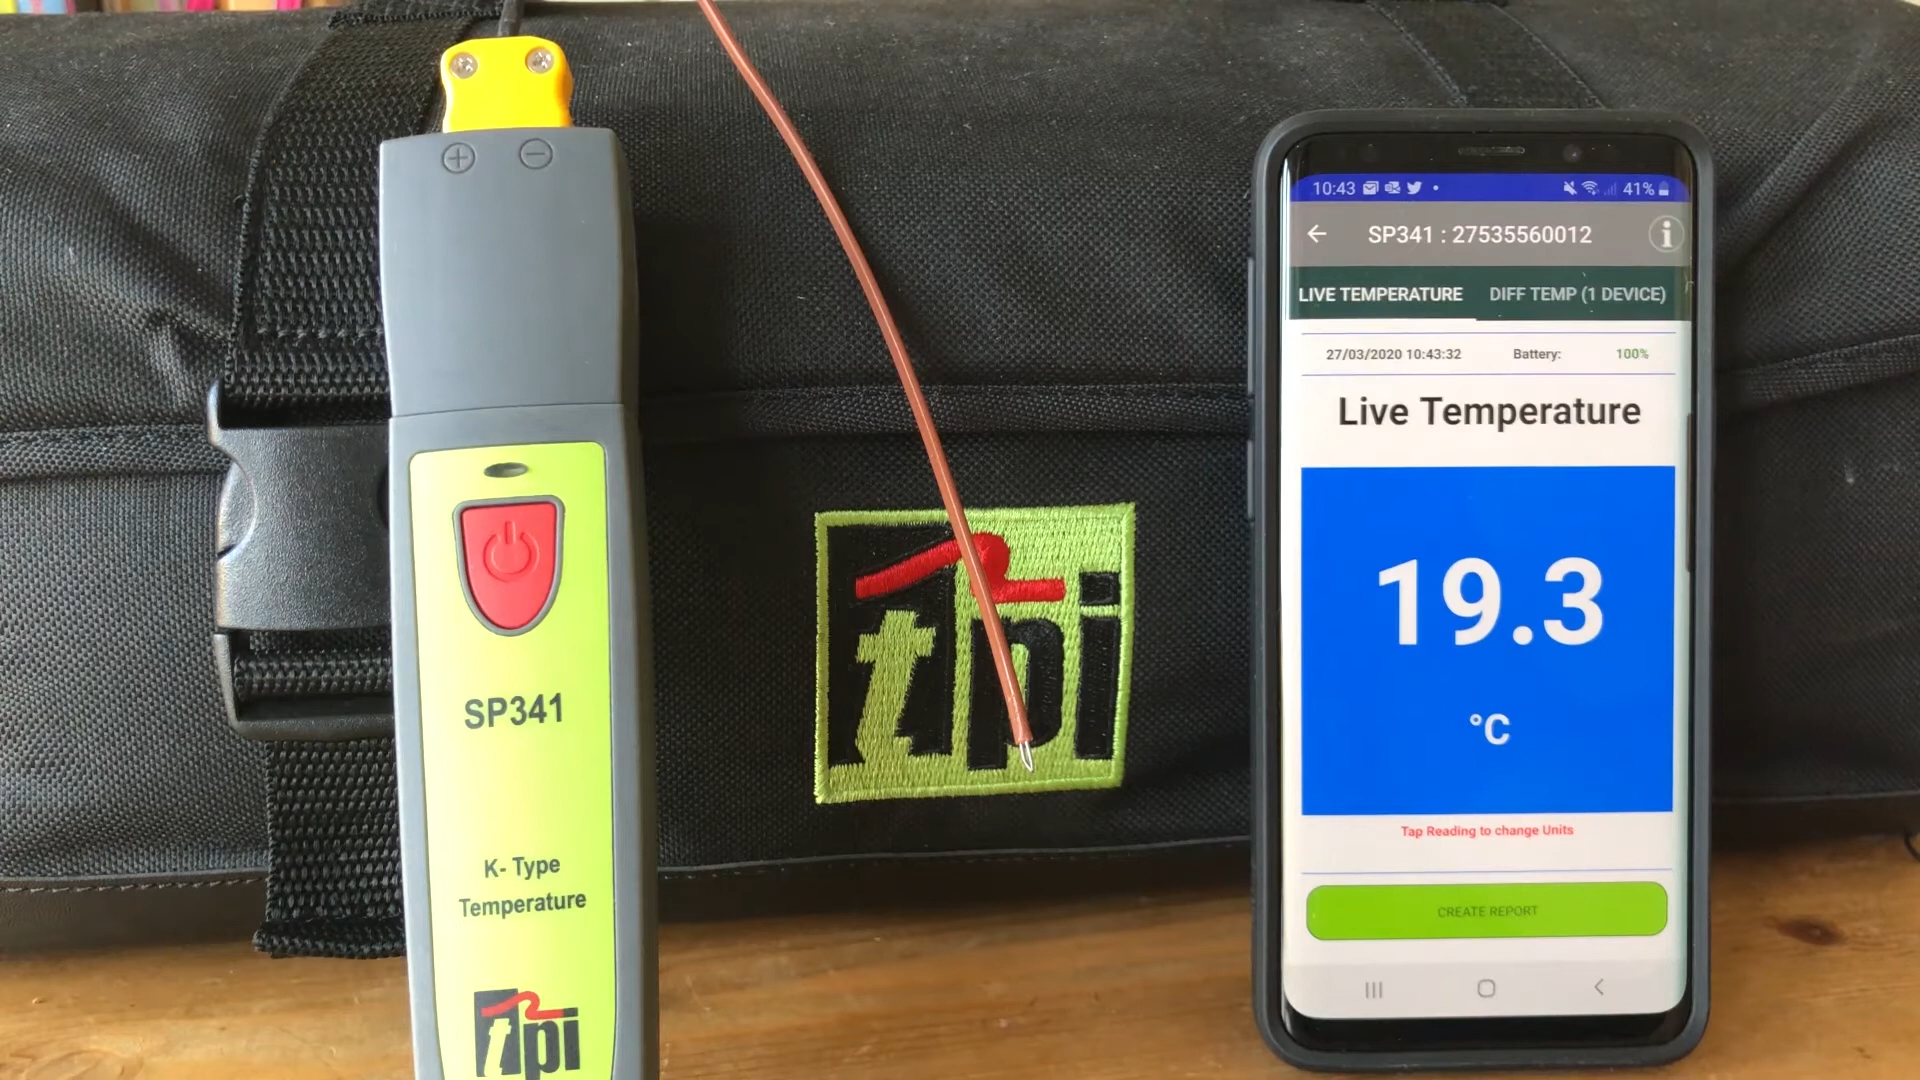 SP341
K- Type
Temperature
tpi
tpi
10:43 41%
SP341 : 27535560012
LIVE TEMPERATURE DIFF TEMP (1 DEVICE)
27/03/2020 10:43:32 Battery: 100%
Live Temperature
19.3
°C
Tap Reading to change Units
CREATE REPORT